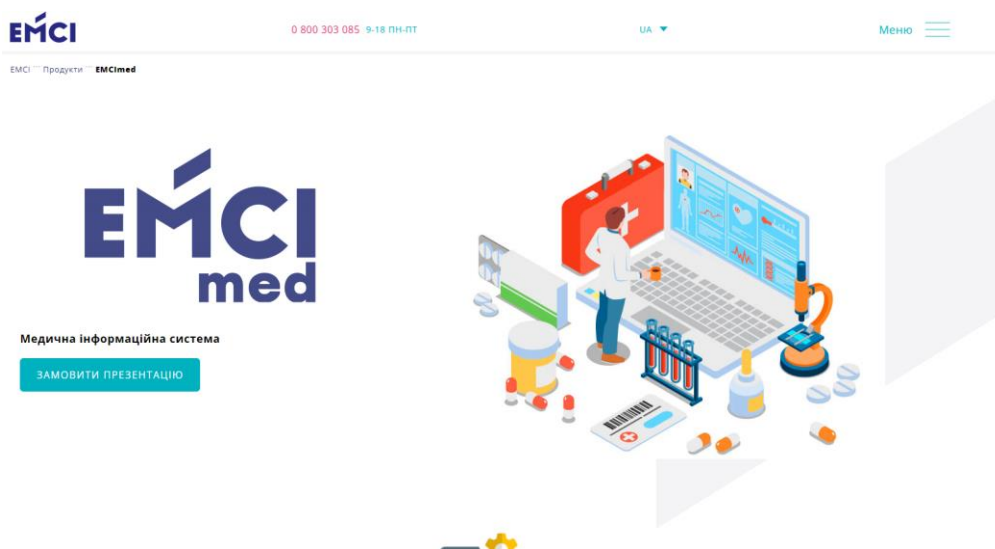 EMCI
0 800 303 085 9-18 ПН-ПТ
UA
Меню
EMCI Продукти EMCImed
EMCI
med
Медична інформаційна система
ЗАМОВИТИ ПРЕЗЕНТАЦІЮ